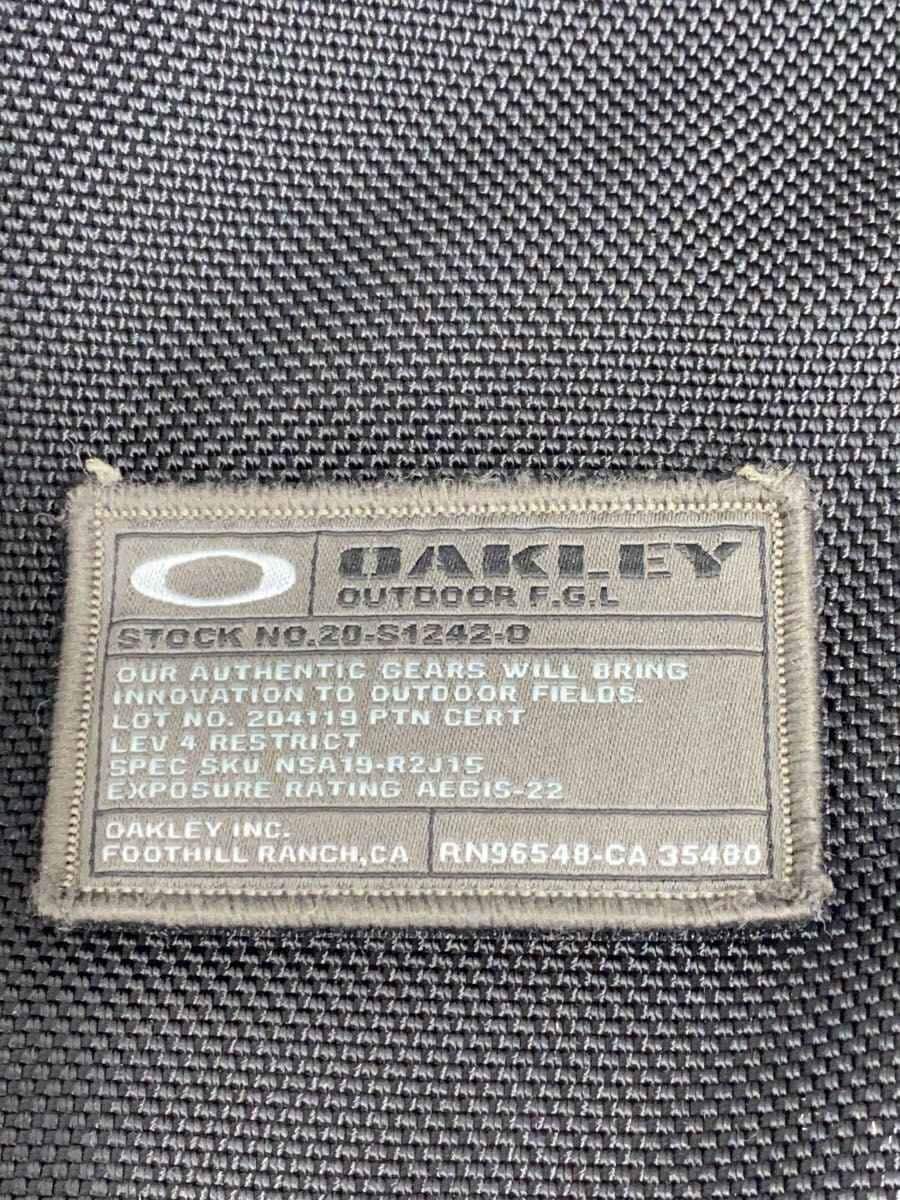 OAKLEY
OUTDOOR F.G.L
STOCK NO.20-S1242-0
OUR AUTHENTIC GEARS WILL BRING
INNOVATION TO OUTDOOR FIELDS.
LOT NO. 204119 PTN CERT
LEV 4 RESTRICT
SPEC SKU NSA19-R2J15
EXPOSURE RATING AEGIS-22
OAKLEY INC.
FOOTHILL RANCH,CA
RN96548-CA 35480